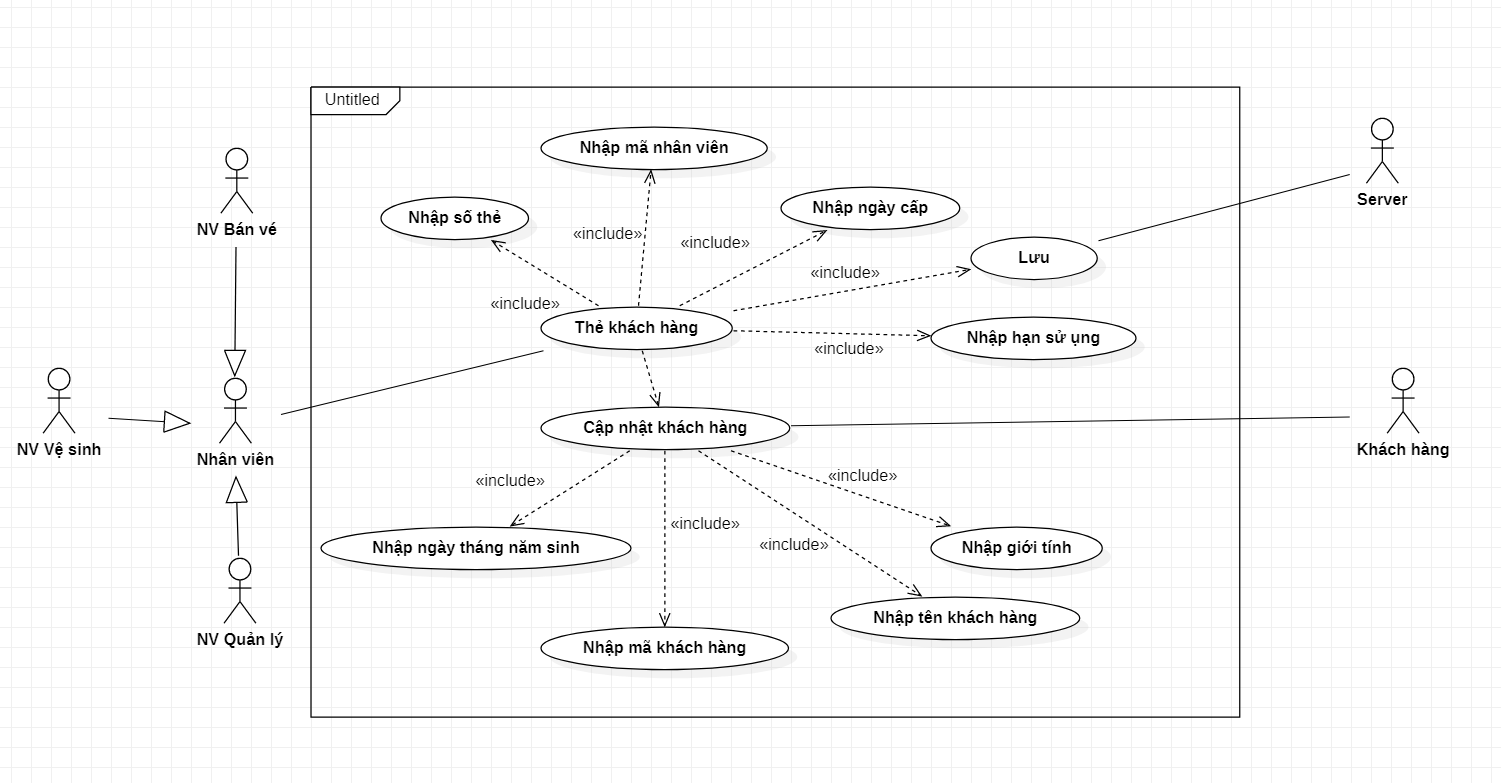 Untitled
Nhập mã nhân viên
NV Bán vé
Server
Nhập số thẻ
Nhập ngày cấp
«include»
«include»
Lưu
«include»
«include»
Thẻ khách hàng
Nhập hạn sử ụng
«include»
NV Vệ sinh
Nhân viên
Cập nhật khách hàng
Khách hàng
«include»
«include»
«include»
«include»
Nhập ngày tháng năm sinh
Nhập giới tính
Nhập tên khách hàng
NV Quản lý
Nhập mã khách hàng